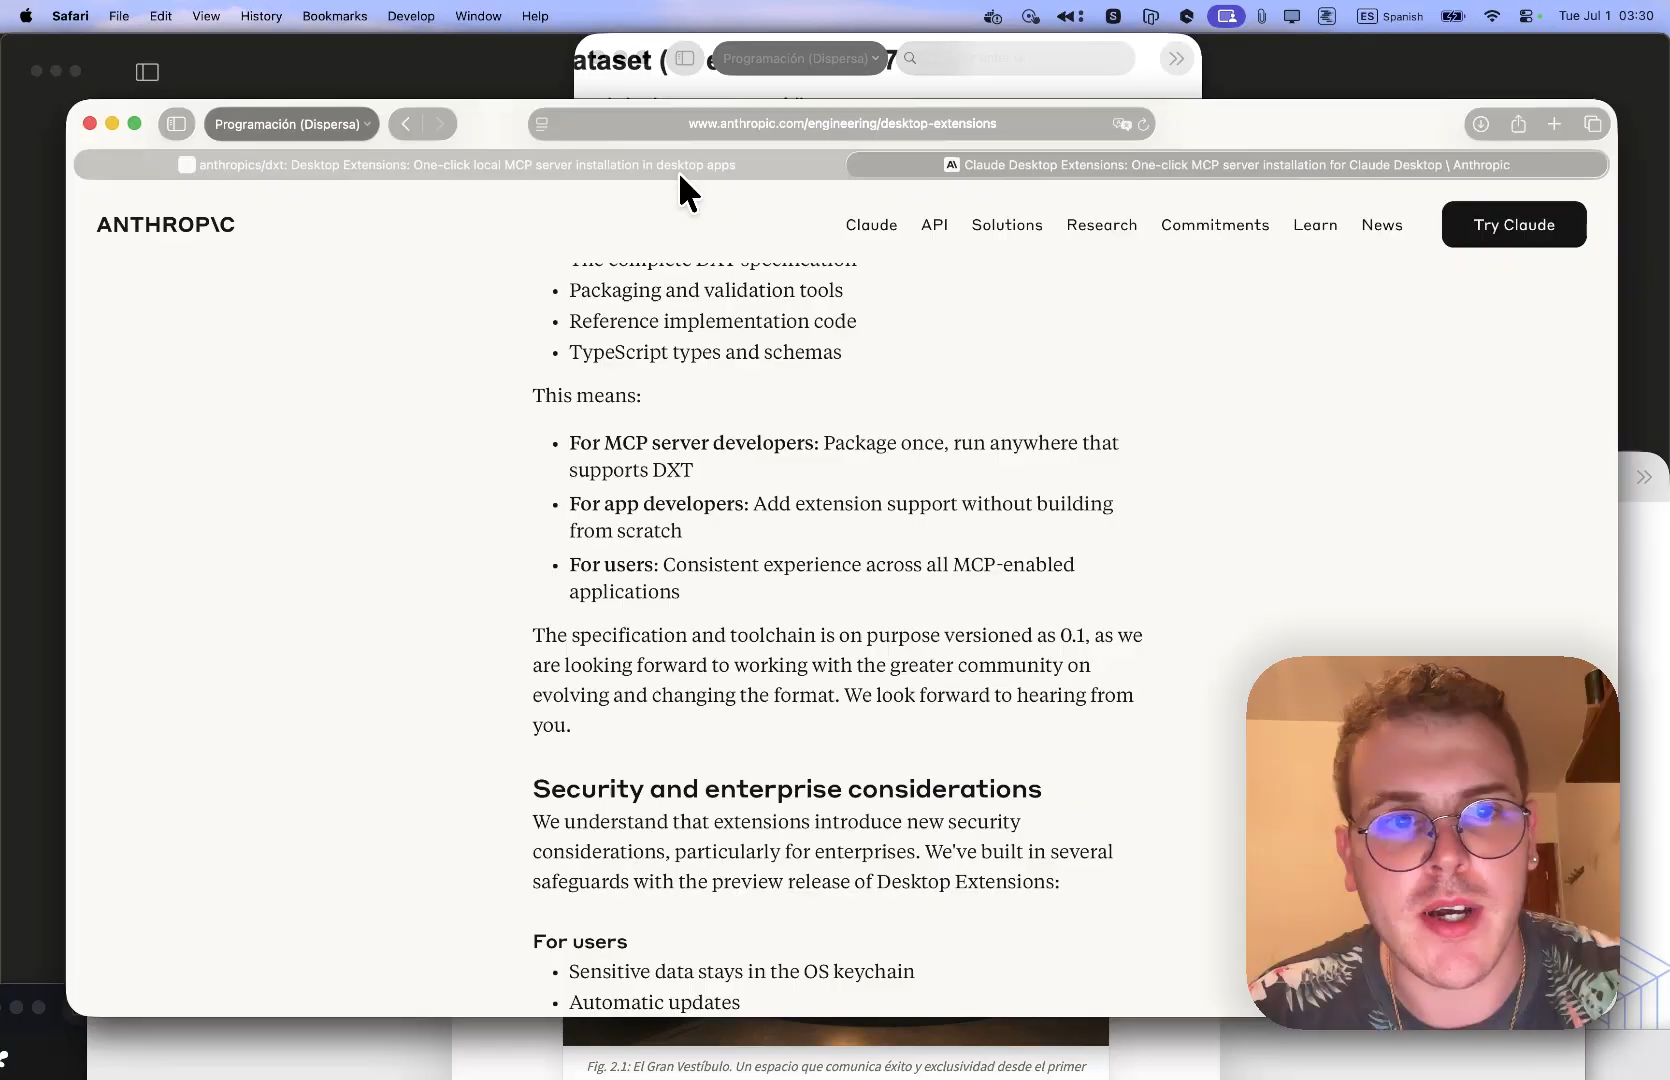 Safari File Edit View History Bookmarks Develop Window Help
ES Spanish Tue Jul 1 03:30
ataset (
Programación (Dispersa)
Programación (Dispersa)
www.anthropic.com/engineering/desktop-extensions
anthropics/dxt: Desktop Extensions: One-click local MCP server installation in desktop apps
Claude Desktop Extensions: One-click MCP server installation for Claude Desktop \ Anthropic
ANTHROP\C
Claude API Solutions Research Commitments Learn News
Try Claude
The complete DXT specification
• Packaging and validation tools
• Reference implementation code
• TypeScript types and schemas
This means:
• For MCP server developers: Package once, run anywhere that
supports DXT
• For app developers: Add extension support without building
from scratch
• For users: Consistent experience across all MCP-enabled
applications
The specification and toolchain is on purpose versioned as 0.1, as we
are looking forward to working with the greater community on
evolving and changing the format. We look forward to hearing from
you.
Security and enterprise considerations
We understand that extensions introduce new security
considerations, particularly for enterprises. We've built in several
safeguards with the preview release of Desktop Extensions:
For users
• Sensitive data stays in the OS keychain
• Automatic updates
Fig. 2.1: El Gran Vestíbulo. Un espacio que comunica éxito y exclusividad desde el primer